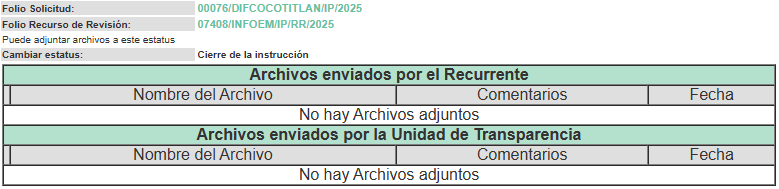 Folio Solicitud: 00076/DIFCOCOTITLAN/IP/2025
Folio Recurso de Revisión: 07408/INFOEM/IP/RR/2025
Puede adjuntar archivos a este estatus
Cambiar estatus: Cierre de la instrucción
Archivos enviados por el Recurrente
Nombre del Archivo Comentarios Fecha
No hay Archivos adjuntos
Archivos enviados por la Unidad de Transparencia
Nombre del Archivo Comentarios Fecha
No hay Archivos adjuntos